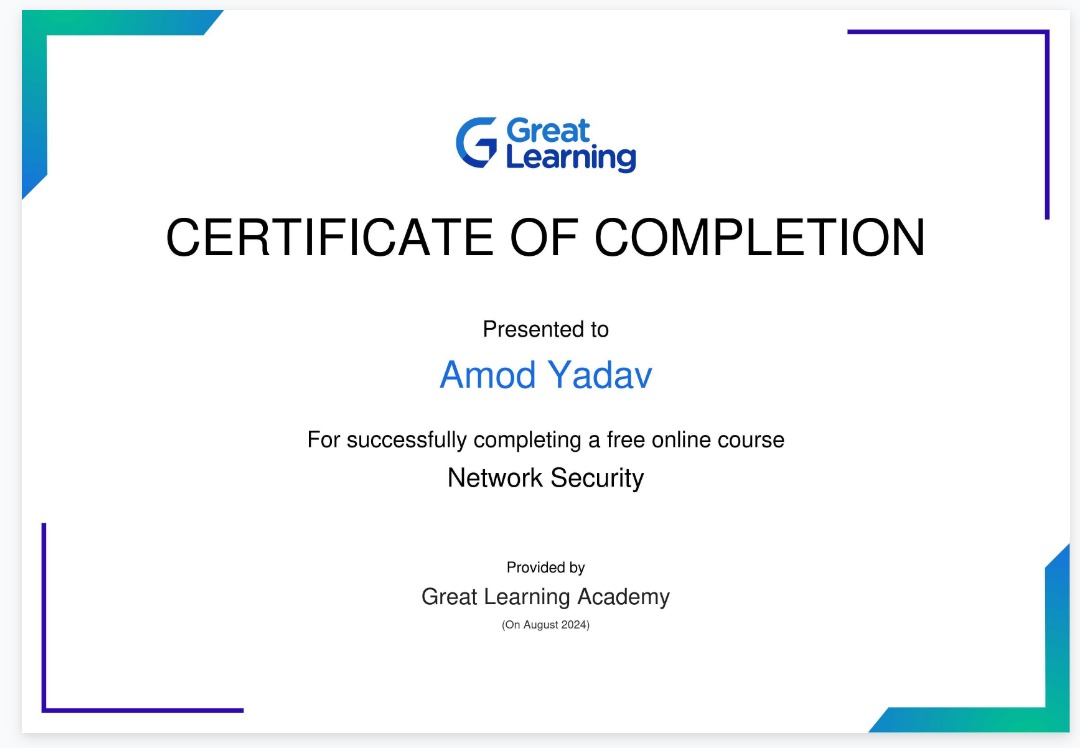 Great
Learning
CERTIFICATE OF COMPLETION
Presented to
Amod Yadav
For successfully completing a free online course
Network Security
Provided by
Great Learning Academy
(On August 2024)